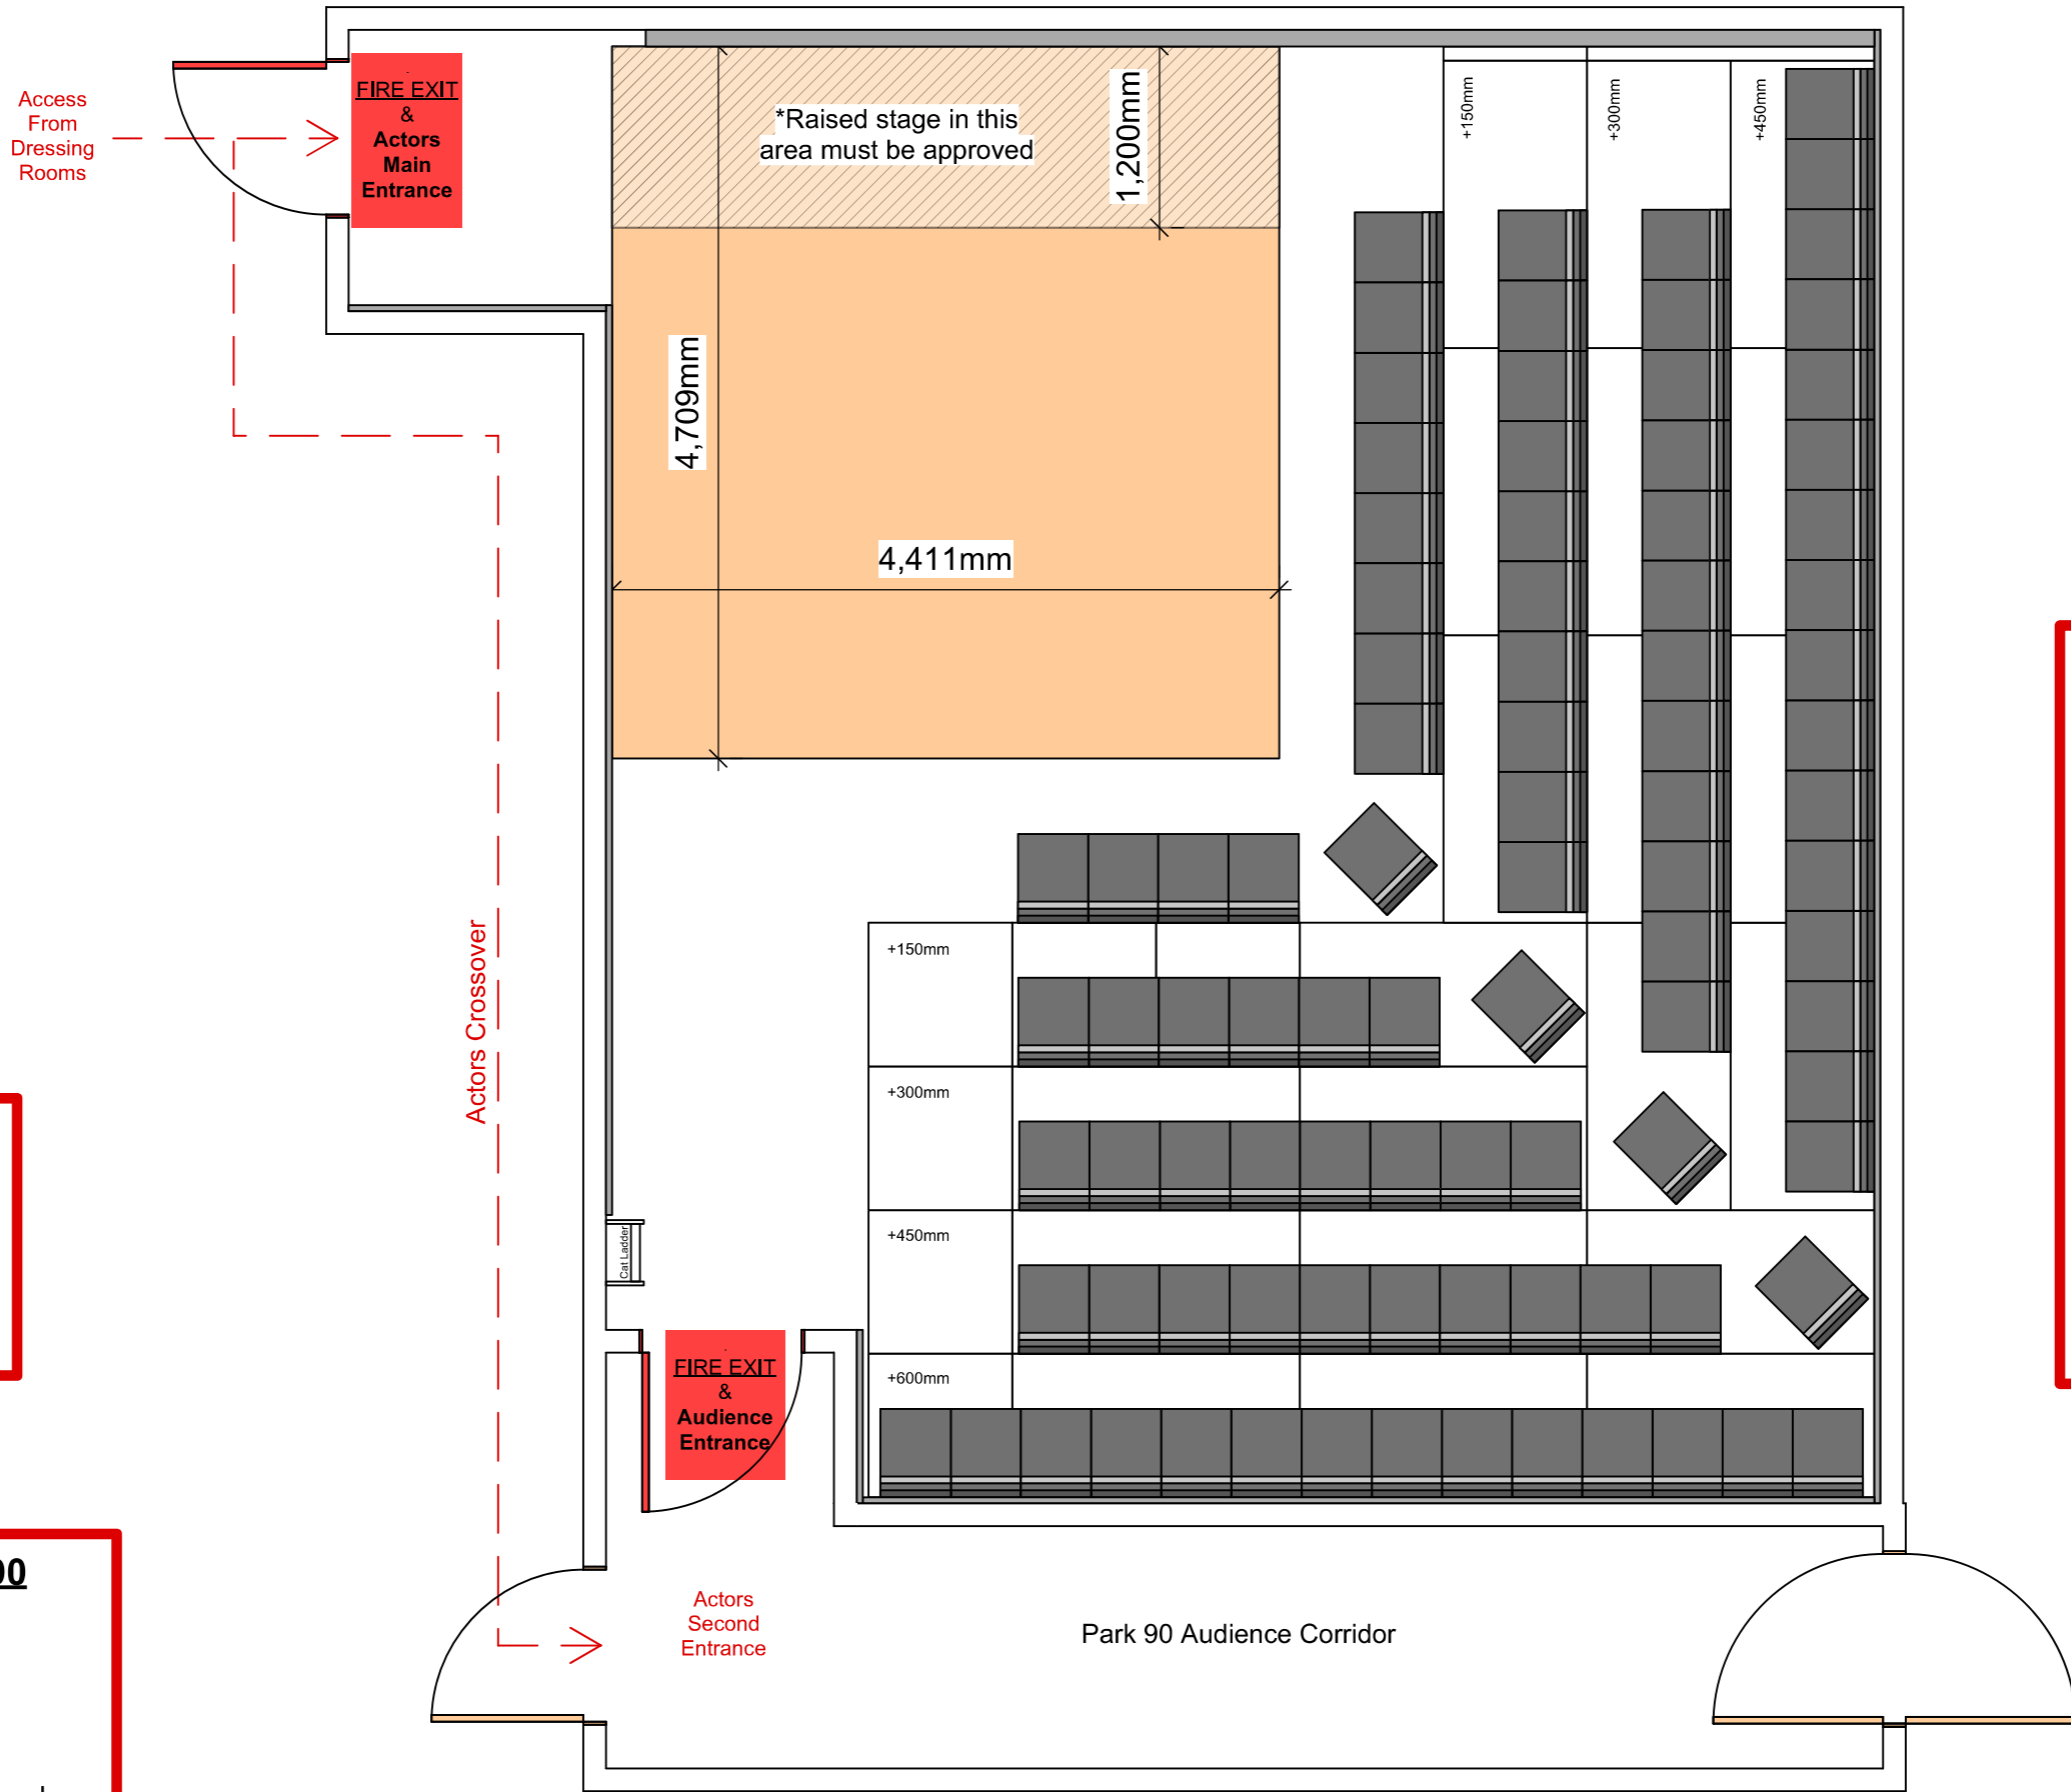 Access
From
Dressing
Rooms
FIRE EXIT
&
Actors
Main
Entrance
*Raised stage in this
area must be approved
1,200mm
+150mm
+300mm
+450mm
4,709mm
4,411mm
Actors Crossover
+150mm
+300mm
+450mm
+600mm
Cat Ladder
FIRE EXIT
&
Audience
Entrance
Actors
Second
Entrance
Park 90 Audience Corridor